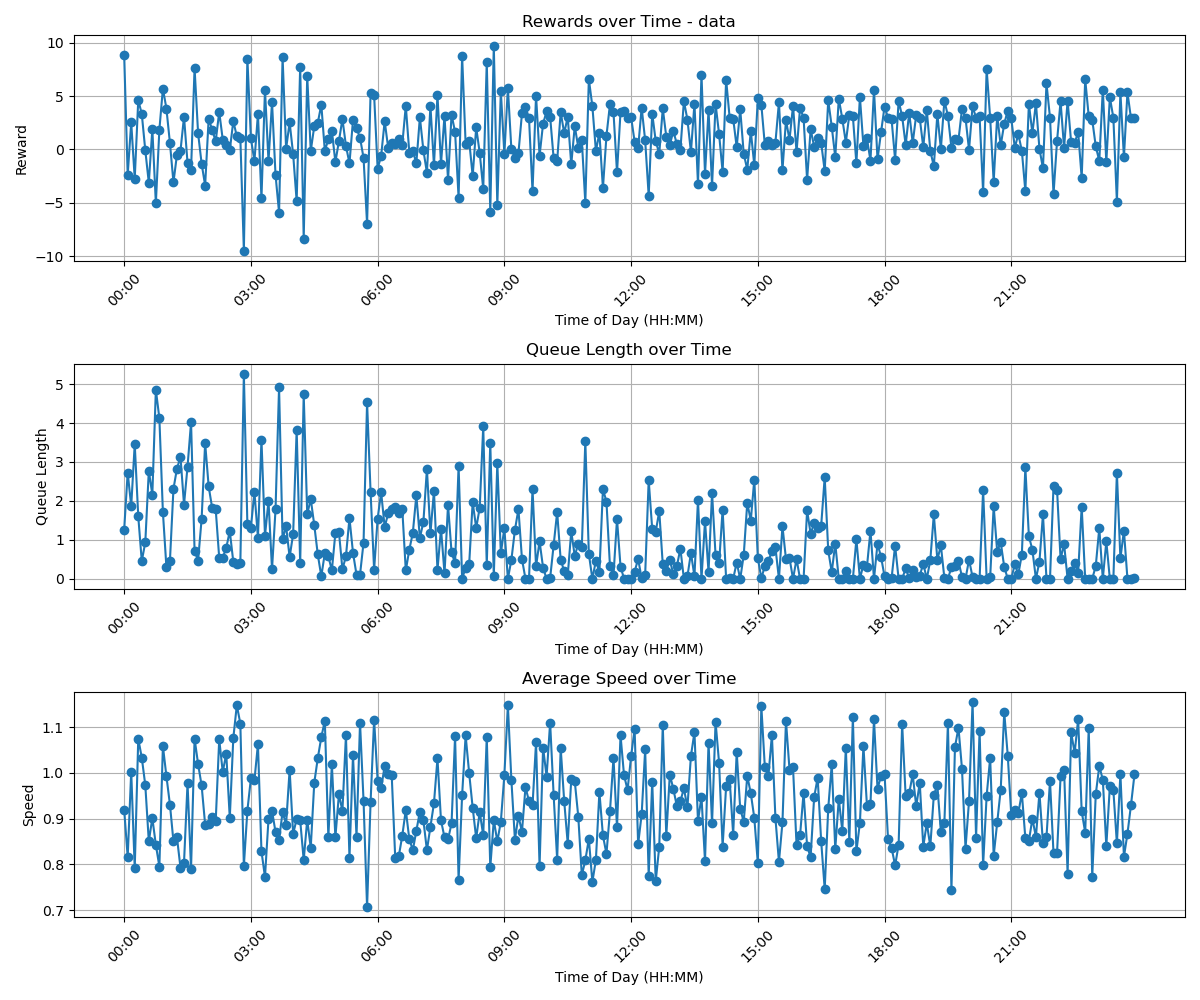 Rewards over Time - data
Reward
10
5
0
−5
−10
00:00 03:00 06:00 09:00 12:00 15:00 18:00 21:00
Time of Day (HH:MM)
Queue Length over Time
Queue Length
5
4
3
2
1
0
00:00 03:00 06:00 09:00 12:00 15:00 18:00 21:00
Time of Day (HH:MM)
Average Speed over Time
Speed
1.1
1.0
0.9
0.8
0.7
00:00 03:00 06:00 09:00 12:00 15:00 18:00 21:00
Time of Day (HH:MM)